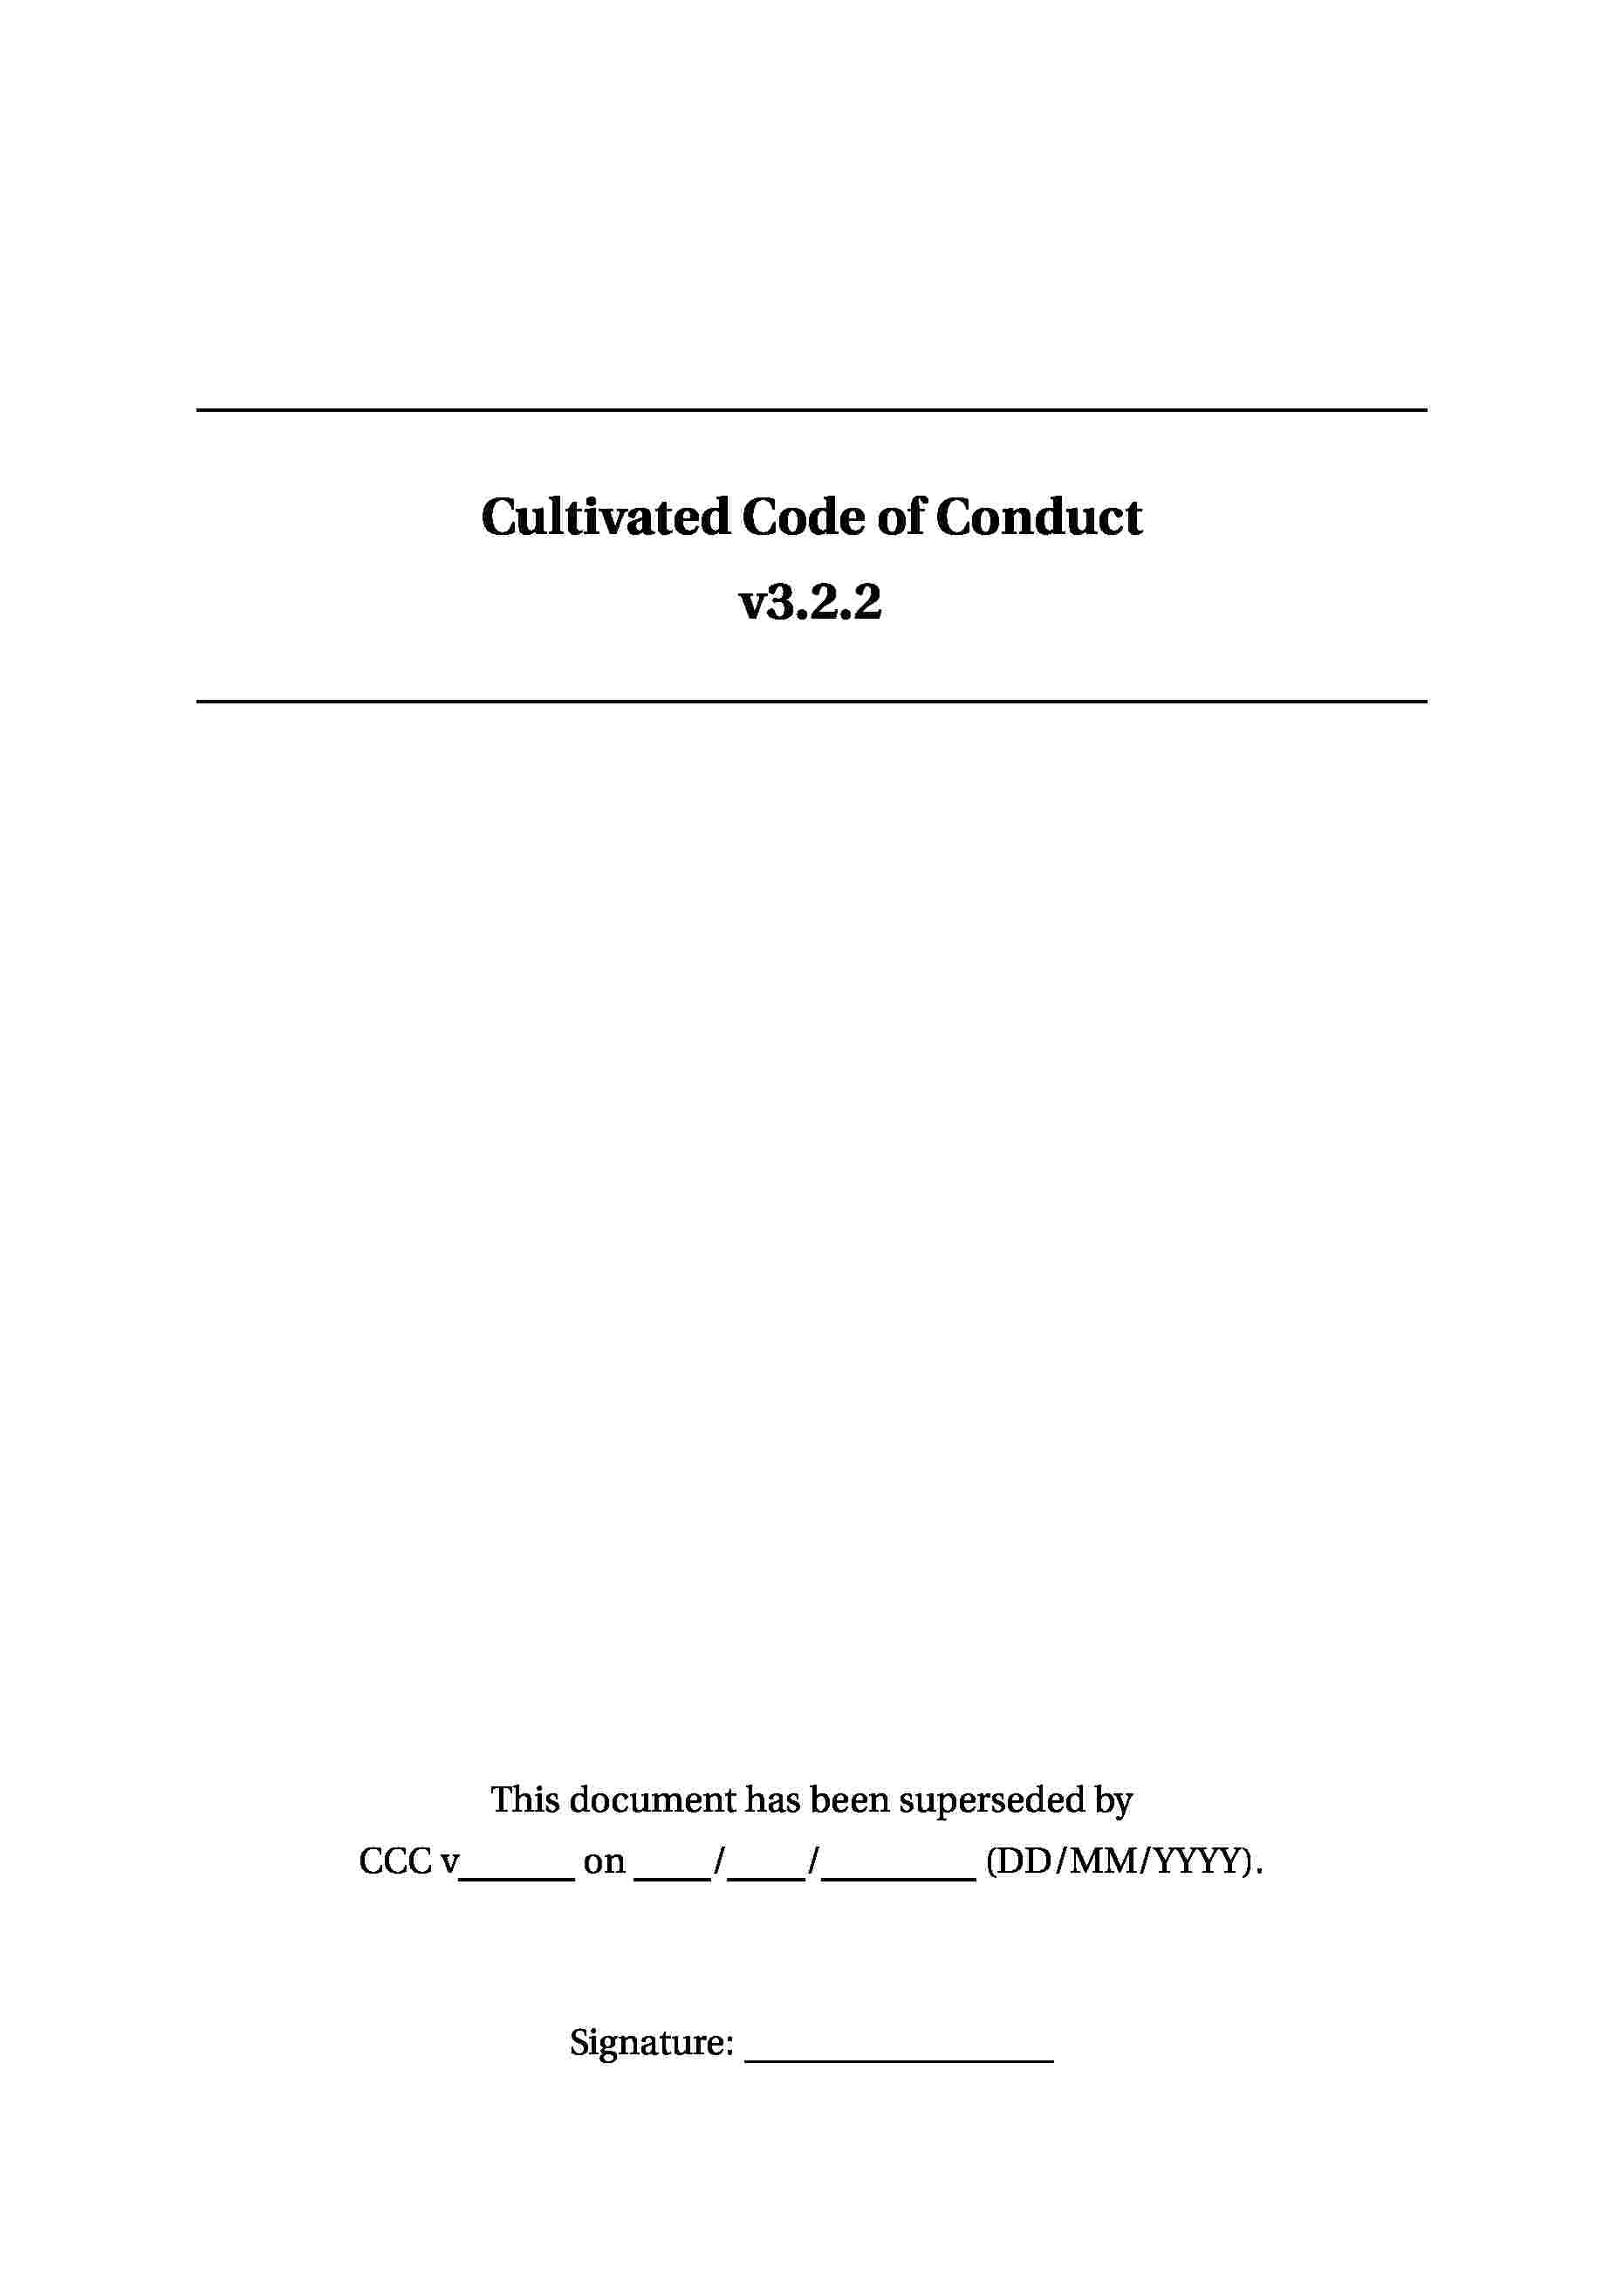 Cultivated Code of Conduct
v3.2.2
This document has been superseded by
CCC v______ on ____/____/________ (DD/MM/YYYY).
Signature: ________________